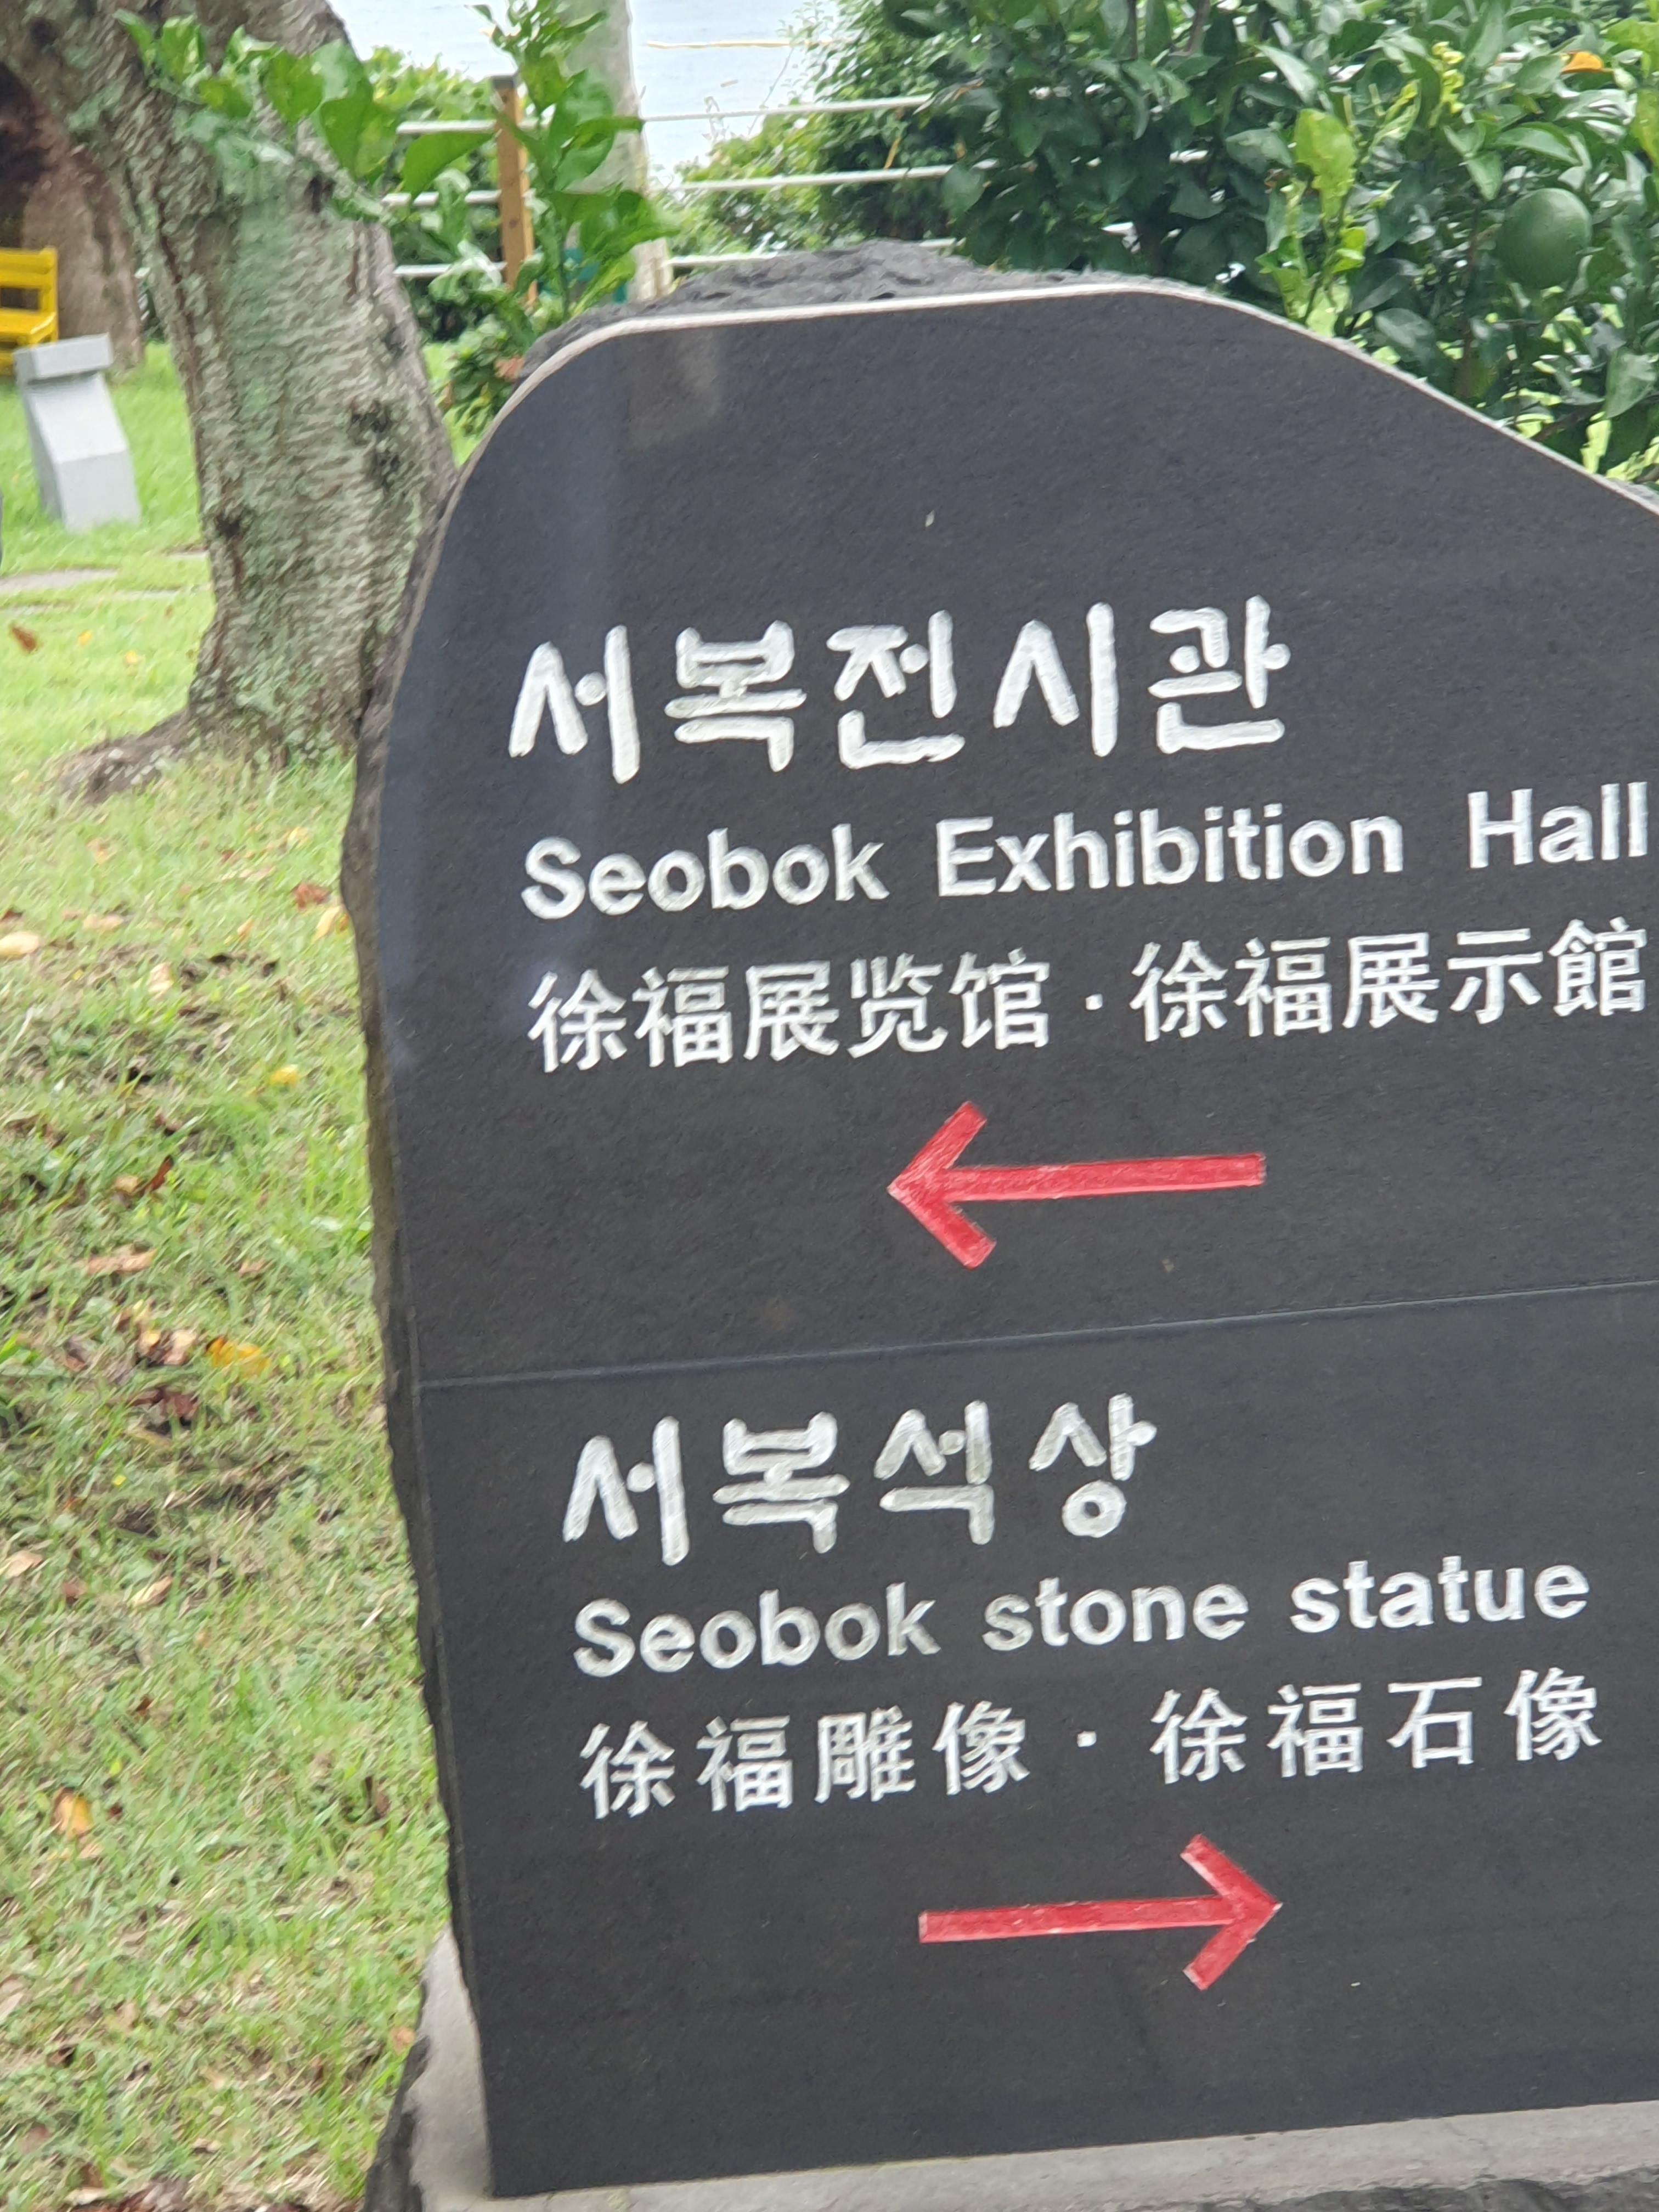 서복전시관
Seobok Exhibition Hall
徐福展览馆·徐福展示館
서복석상
Seobok stone statue
徐福雕像·徐福石像